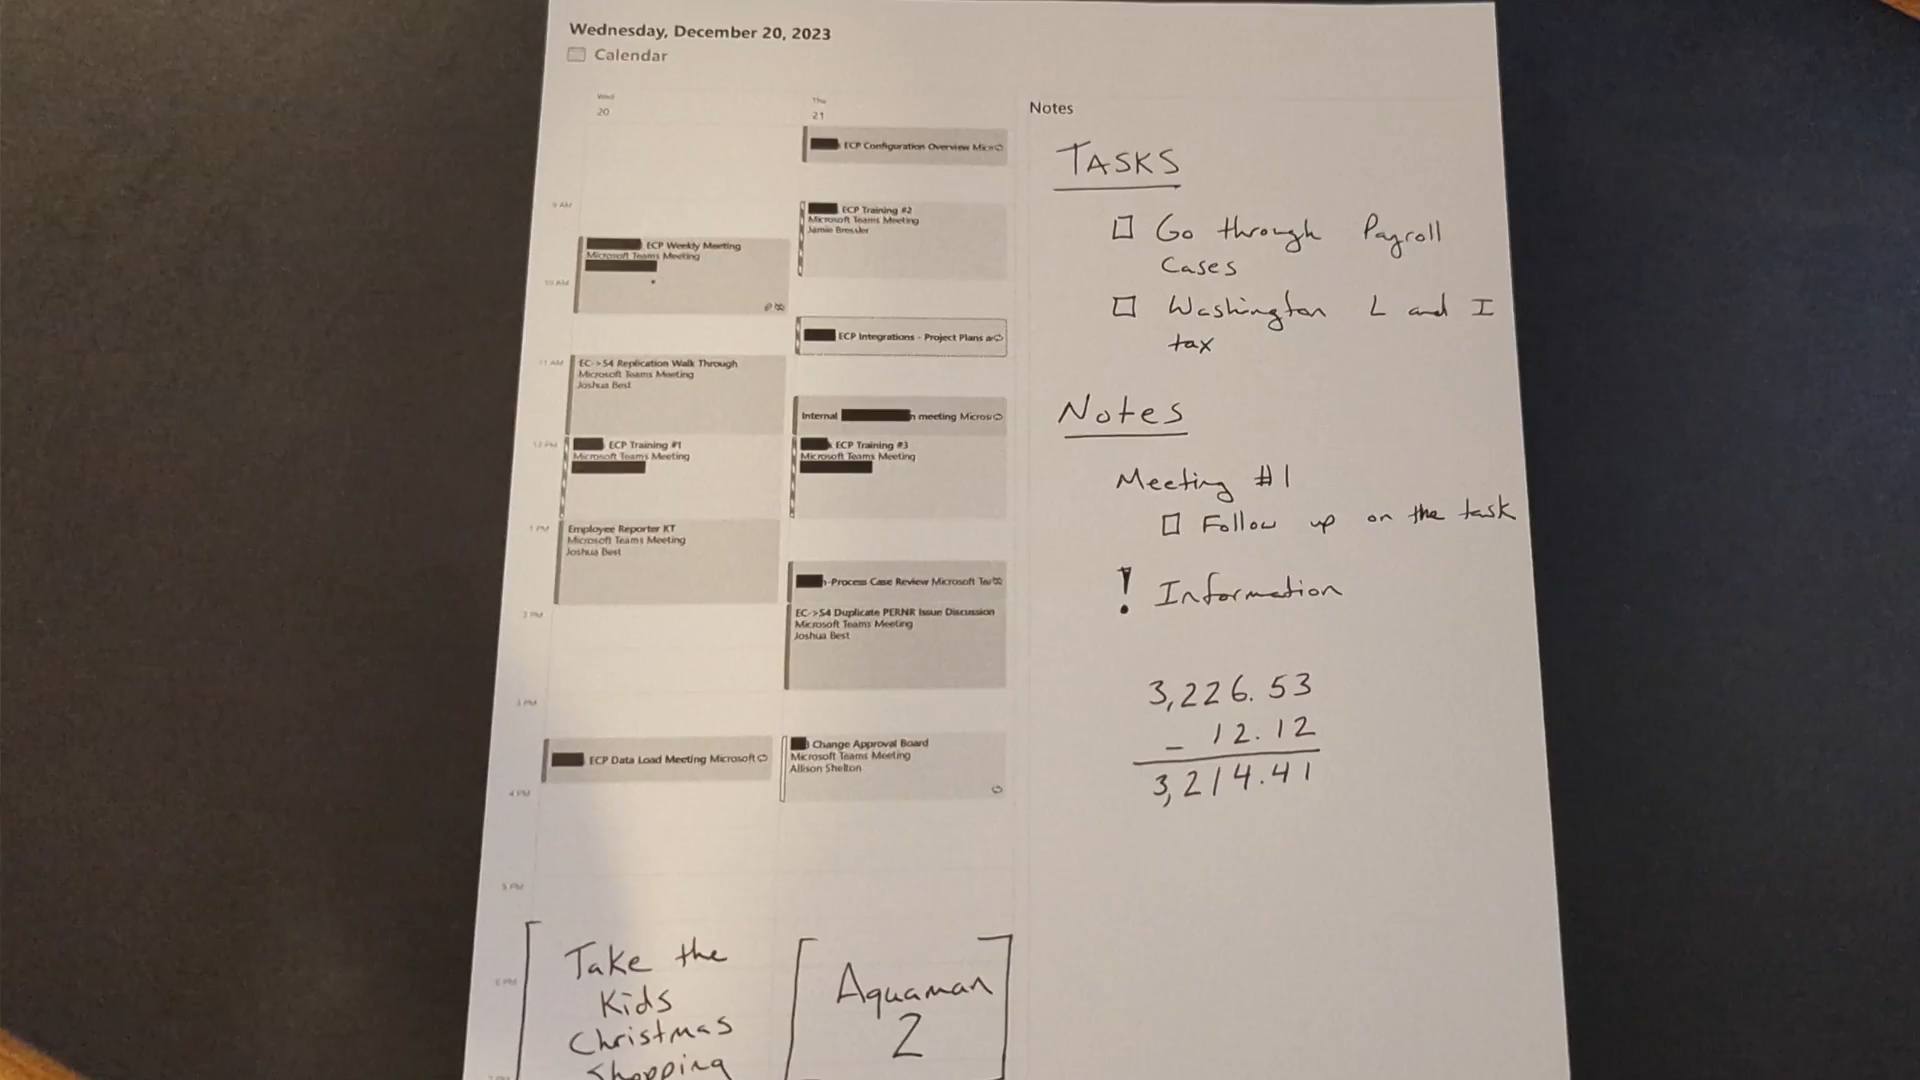 Wednesday, December 20, 2023
Calendar
Wed
20
9 AM
10 AM
11 AM
12 PM
1 PM
2 PM
3 PM
4 PM
5 PM
6 PM
ECP Weekly Meeting
Microsoft Teams Meeting
EC->S4 Replication Walk Through
Microsoft Teams Meeting
Joshua Best
ECP Training #1
Microsoft Teams Meeting
Employee Reporter KT
Microsoft Teams Meeting
Joshua Best
ECP Data Load Meeting Microsoft
Take the
Kids
Christmas
Shopping
Thu
21
ECP Configuration Overview Micr
ECP Training #2
Microsoft Teams Meeting
Jamie Bressler
ECP Integrations - Project Plans a
Internal n meeting Micros
ECP Training #3
Microsoft Teams Meeting
-Process Case Review Microsoft Te
EC->S4 Duplicate PERNR Issue Discussion
Microsoft Teams Meeting
Joshua Best
Change Approval Board
Microsoft Teams Meeting
Allison Shelton
Aquaman
2
Notes
TASKS
Go through Payroll
Cases
Washington L and I
tax
Notes
Meeting #1
Follow up on the task
! Information
3,226.53
- 12.12
3,214.41